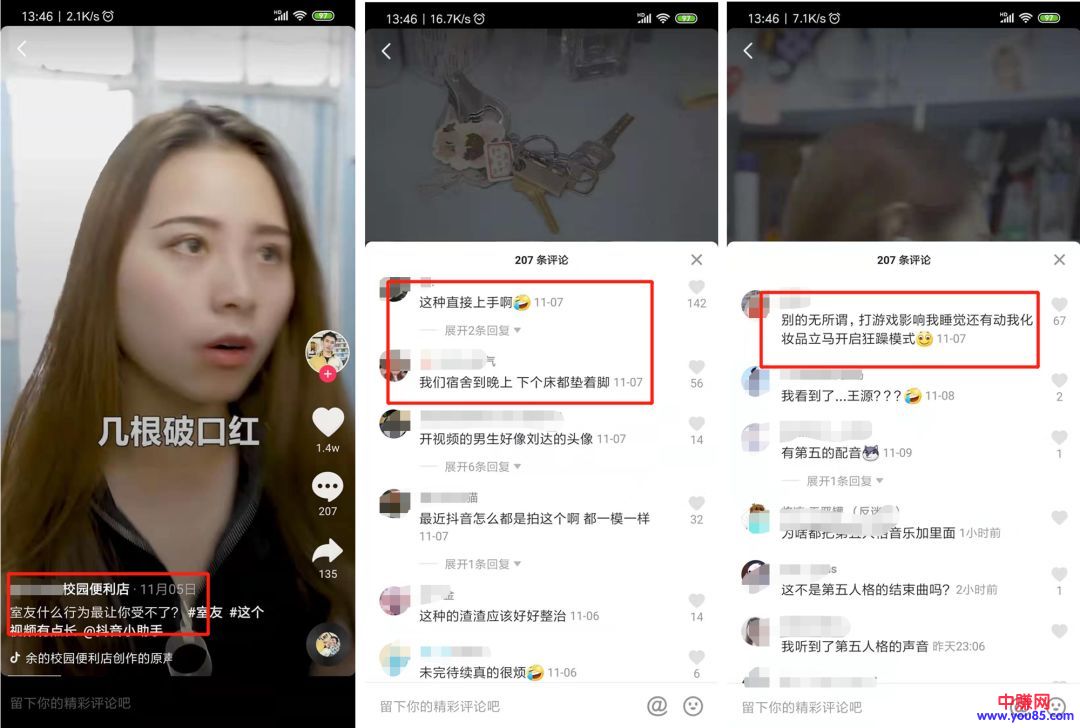 13:46 | 2.1K/s
HD
97
几根破口红
1.4w
207
135
校园便利店 · 11月05日
室友什么行为最让你受不了？ #室友 #这个
视频有点长 @抖音小助手
余的校园便利店创作的原声
留下你的精彩评论吧
13:46 | 16.7K/s
HD
97
207 条评论
这种直接上手啊🤣 11-07
142
展开2条回复
气
我们宿舍到晚上 下个床都垫着脚 11-07
56
开视频的男生好像刘达的头像 11-07
14
展开6条回复
猫
最近抖音怎么都是拍这个啊 都一模一样
11-07
32
展开1条回复
金
这种的渣渣应该好好整治 11-06
14
未完待续真的很烦🤣 11-06
6
留下你的精彩评论吧
@
13:46 | 7.1K/s
HD
97
207 条评论
别的无所谓，打游戏影响我睡觉还有动我化
妆品立马开启狂躁模式 11-07
67
我看到了...王源？？？🤣 11-08
2
有第五的配音 11-09
1
展开1条回复
（反迷
为啥都把第五人格音乐加里面 1小时前
这不是第五人格的结束曲吗？ 2小时前
1
我听到了第五人格的声音 昨天23:06
留下你的精彩评论吧
中赚网
www.you85.com